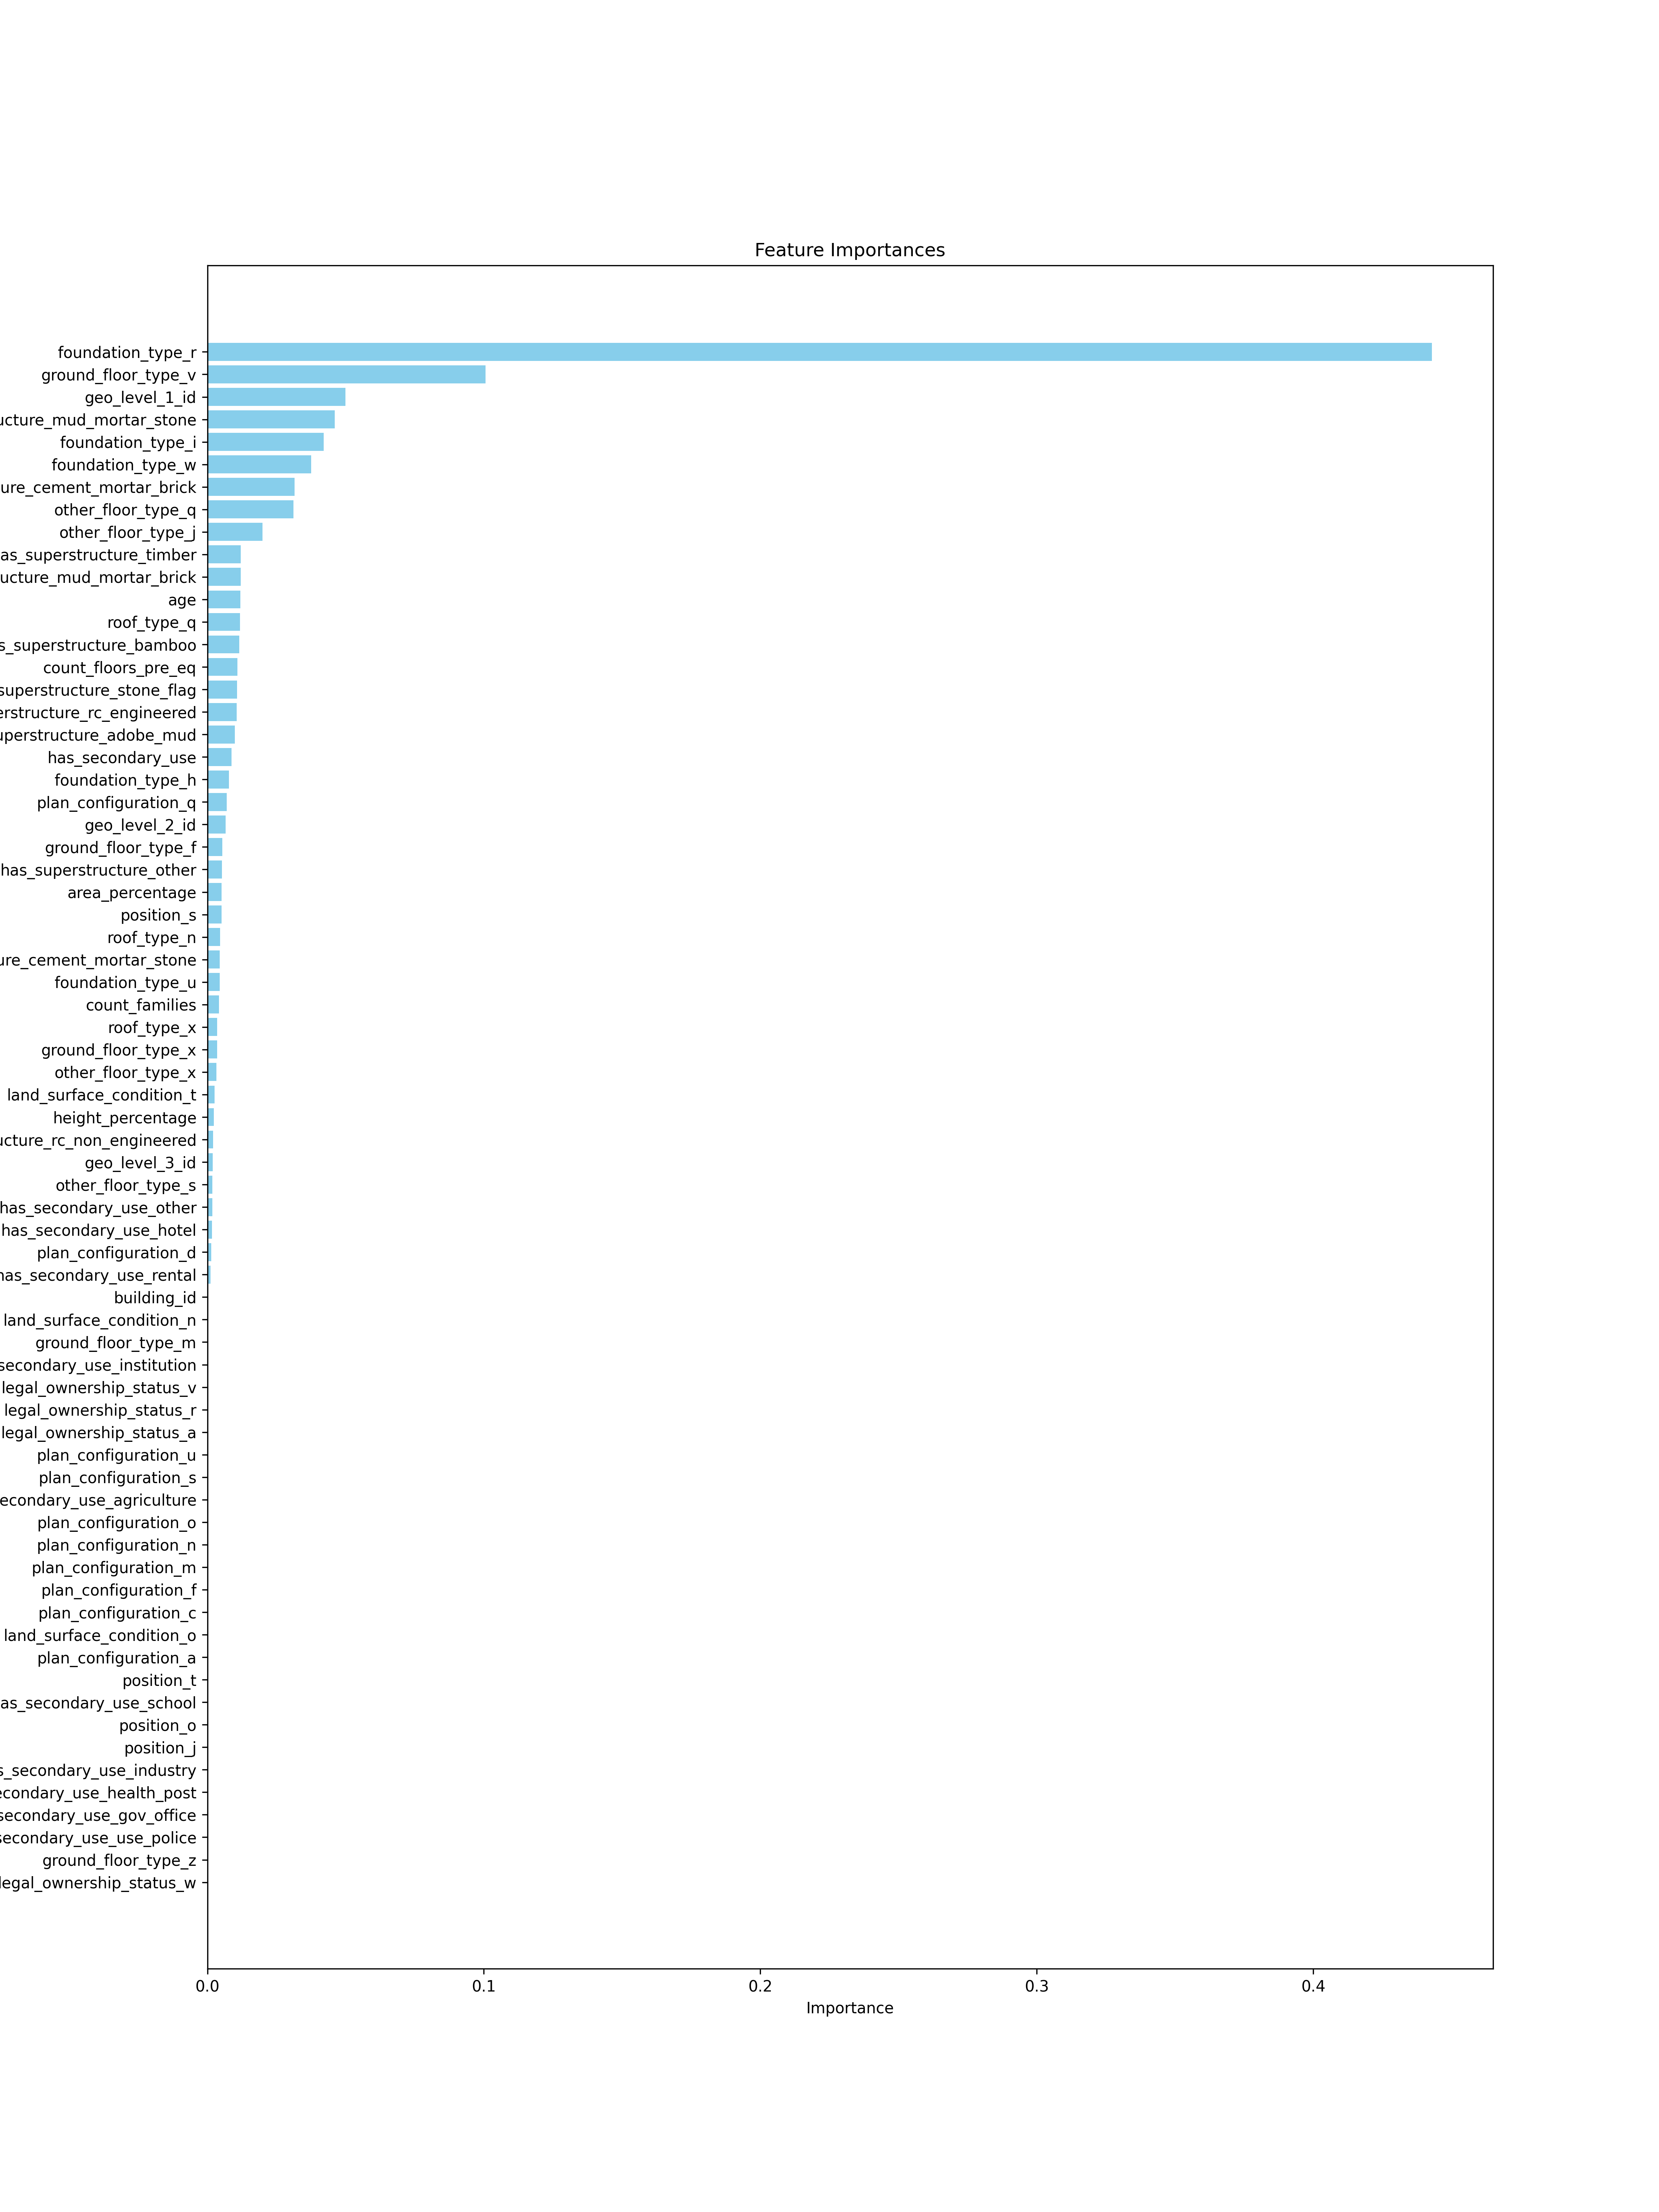 Feature Importances
foundation_type_r
ground_floor_type_v
geo_level_1_id
ucture_mud_mortar_stone
foundation_type_i
foundation_type_w
ure_cement_mortar_brick
other_floor_type_q
other_floor_type_j
as_superstructure_timber
ucture_mud_mortar_brick
age
roof_type_q
s_superstructure_bamboo
count_floors_pre_eq
superstructure_stone_flag
erstructure_rc_engineered
uperstructure_adobe_mud
has_secondary_use
foundation_type_h
plan_configuration_q
geo_level_2_id
ground_floor_type_f
has_superstructure_other
area_percentage
position_s
roof_type_n
ure_cement_mortar_stone
foundation_type_u
count_families
roof_type_x
ground_floor_type_x
other_floor_type_x
land_surface_condition_t
height_percentage
ucture_rc_non_engineered
geo_level_3_id
other_floor_type_s
has_secondary_use_other
has_secondary_use_hotel
plan_configuration_d
has_secondary_use_rental
building_id
land_surface_condition_n
ground_floor_type_m
secondary_use_institution
legal_ownership_status_v
legal_ownership_status_r
legal_ownership_status_a
plan_configuration_u
plan_configuration_s
econdary_use_agriculture
plan_configuration_o
plan_configuration_n
plan_configuration_m
plan_configuration_f
plan_configuration_c
land_surface_condition_o
plan_configuration_a
position_t
as_secondary_use_school
position_o
position_j
s_secondary_use_industry
econdary_use_health_post
secondary_use_gov_office
secondary_use_use_police
ground_floor_type_z
legal_ownership_status_w
0.0 0.1 0.2 0.3 0.4
Importance